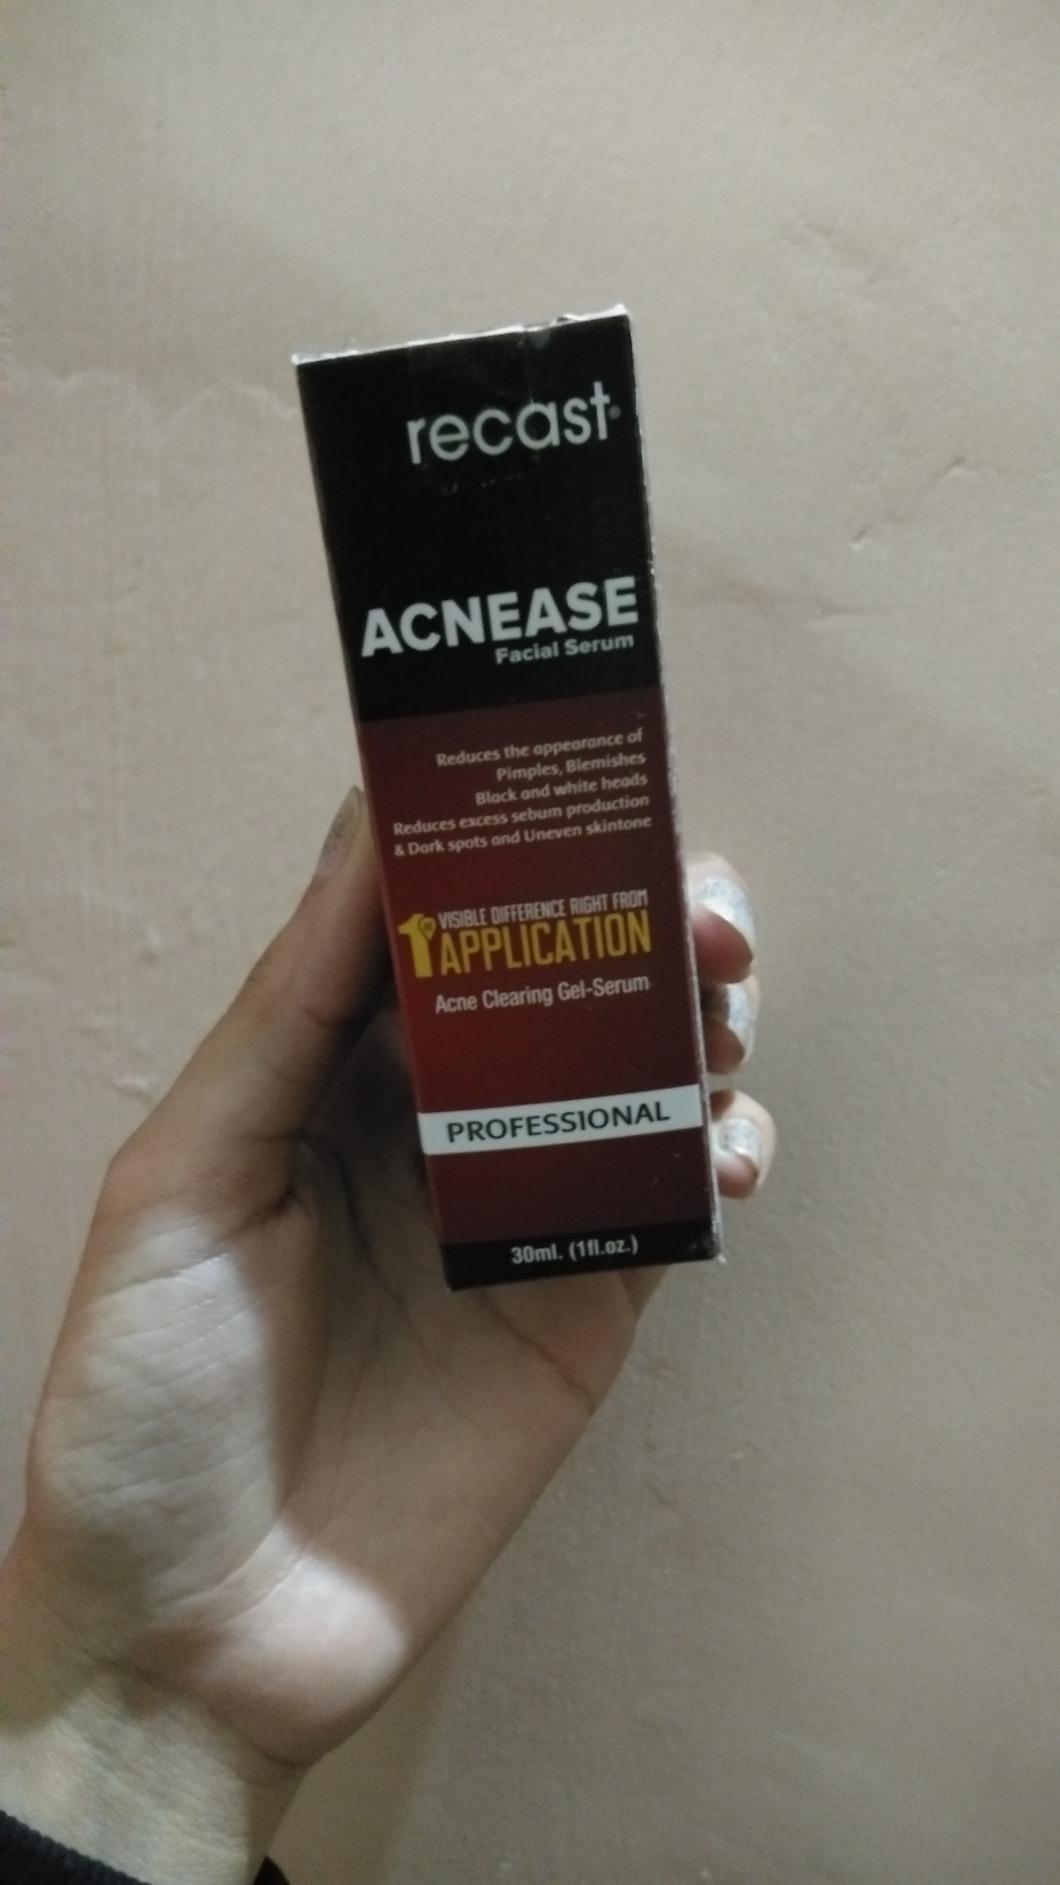 recast®
ACNEASE
Facial Serum
Reduces the appearance of
Pimples, Blemishes
Black and white heads
Reduces excess sebum production
& Dark spots and Uneven skintone
VISIBLE DIFFERENCE RIGHT FROM
1st APPLICATION
Acne Clearing Gel-Serum
PROFESSIONAL
30ml. (1fl.oz.)